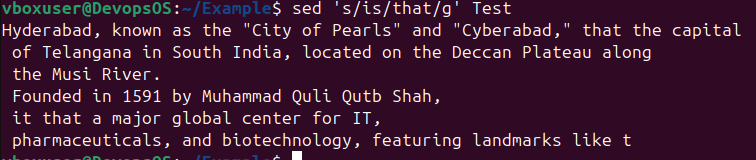 vboxuser@DevopsOS:~/Example$ sed 's/is/that/g' Test
Hyderabad, known as the "City of Pearls" and "Cyberabad," that the capital
 of Telangana in South India, located on the Deccan Plateau along
 the Musi River.
 Founded in 1591 by Muhammad Quli Qutb Shah,
 it that a major global center for IT,
 pharmaceuticals, and biotechnology, featuring landmarks like t
vboxuser@DevopsOS:~/Example$